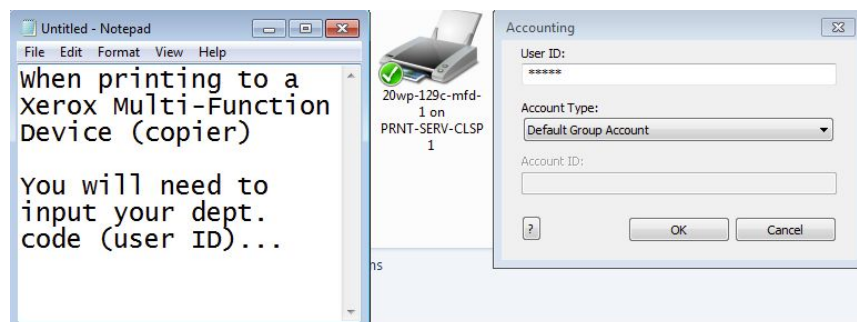 Untitled - Notepad
File Edit Format View Help
When printing to a
Xerox Multi-Function
Device (copier)
You will need to
input your dept.
code (user ID)...
20wp-129c-mfd-
1 on
PRNT-SERV-CLSP
1
ns
Accounting
User ID:
*****
Account Type:
Default Group Account
Account ID:
?
OK
Cancel